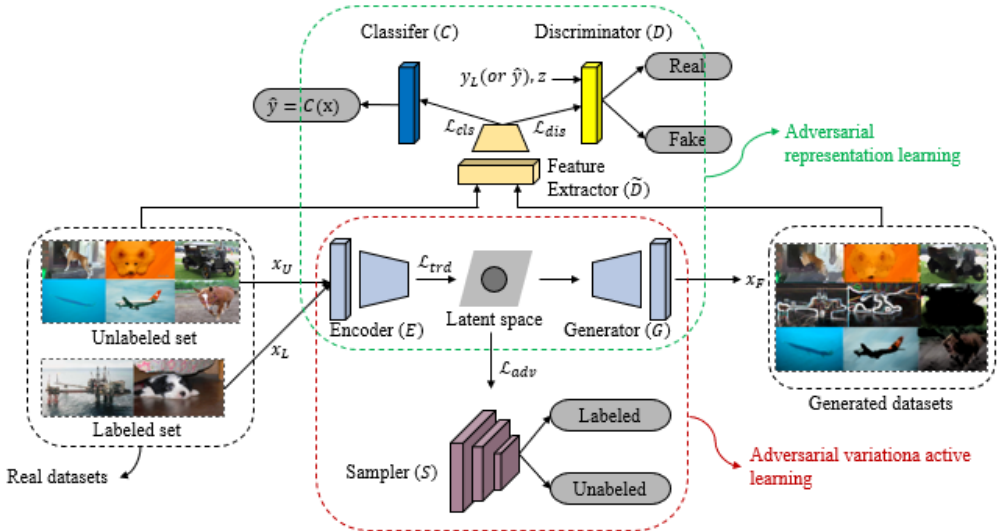 Classifer (C)
Discriminator (D)
y_L(or ŷ), z
Real
ŷ = C(x)
ℒ_cls
ℒ_dis
Fake
Adversarial
representation learning
Feature
Extractor (D̃)
x_U
ℒ_trd
x_F
Unlabeled set
Encoder (E)
Latent space
Generator (G)
x_L
ℒ_adv
Generated datasets
Labeled set
Labeled
Real datasets
Sampler (S)
Adversarial variationa active
learning
Unabeled